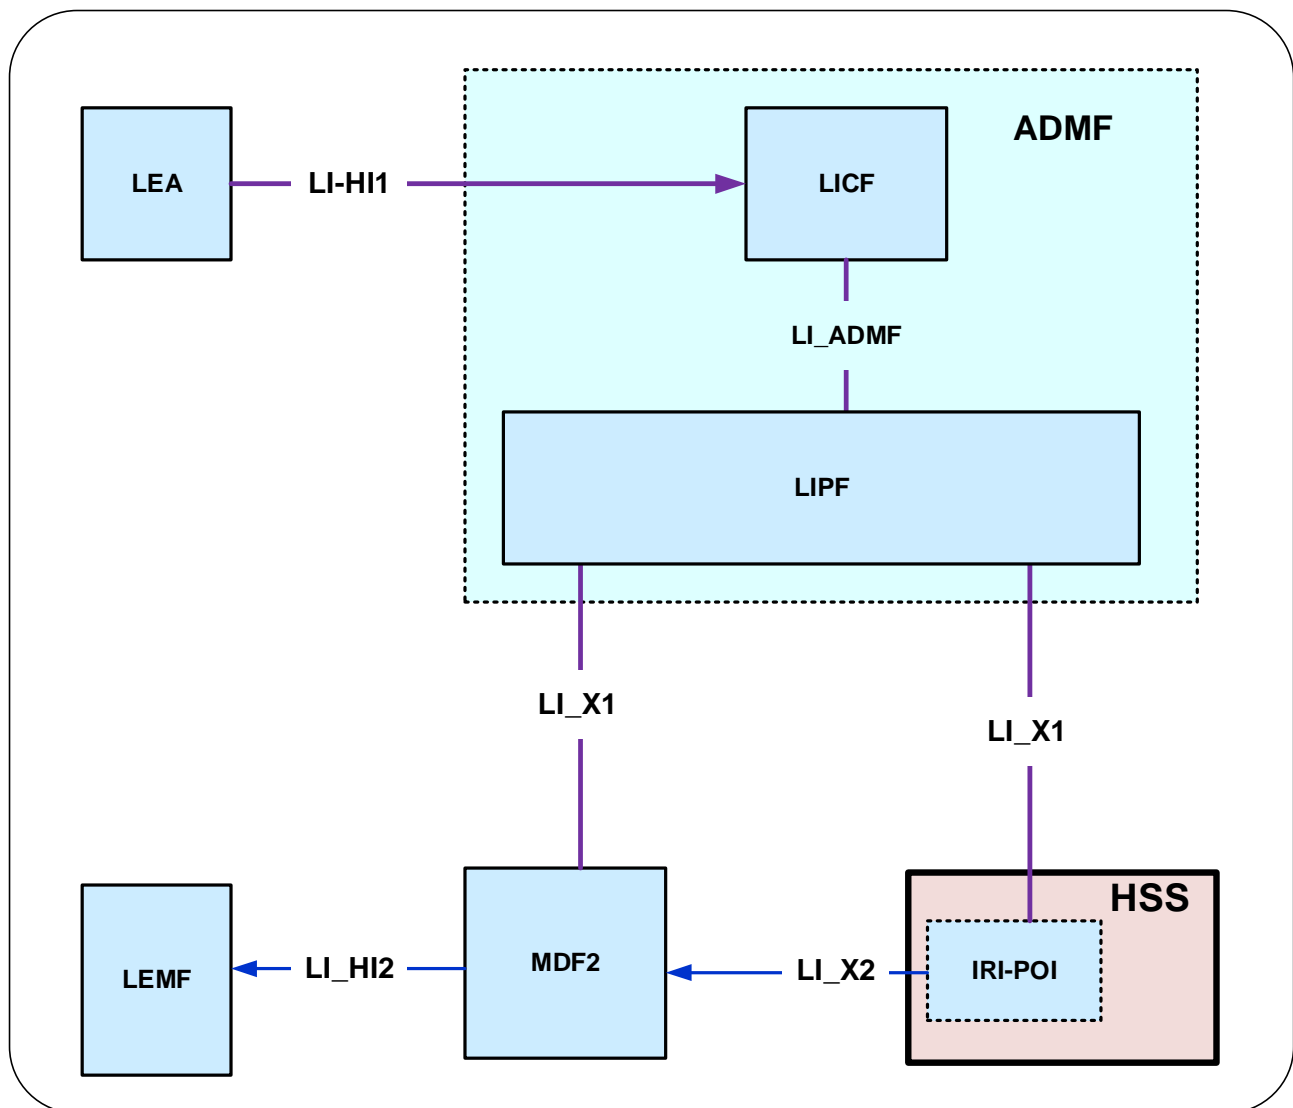 ADMF
LEA
LI-HI1
LICF
LI_ADMF
LIPF
LI_X1
LI_X1
HSS
LEMF
LI_HI2
MDF2
LI_X2
IRI-POI